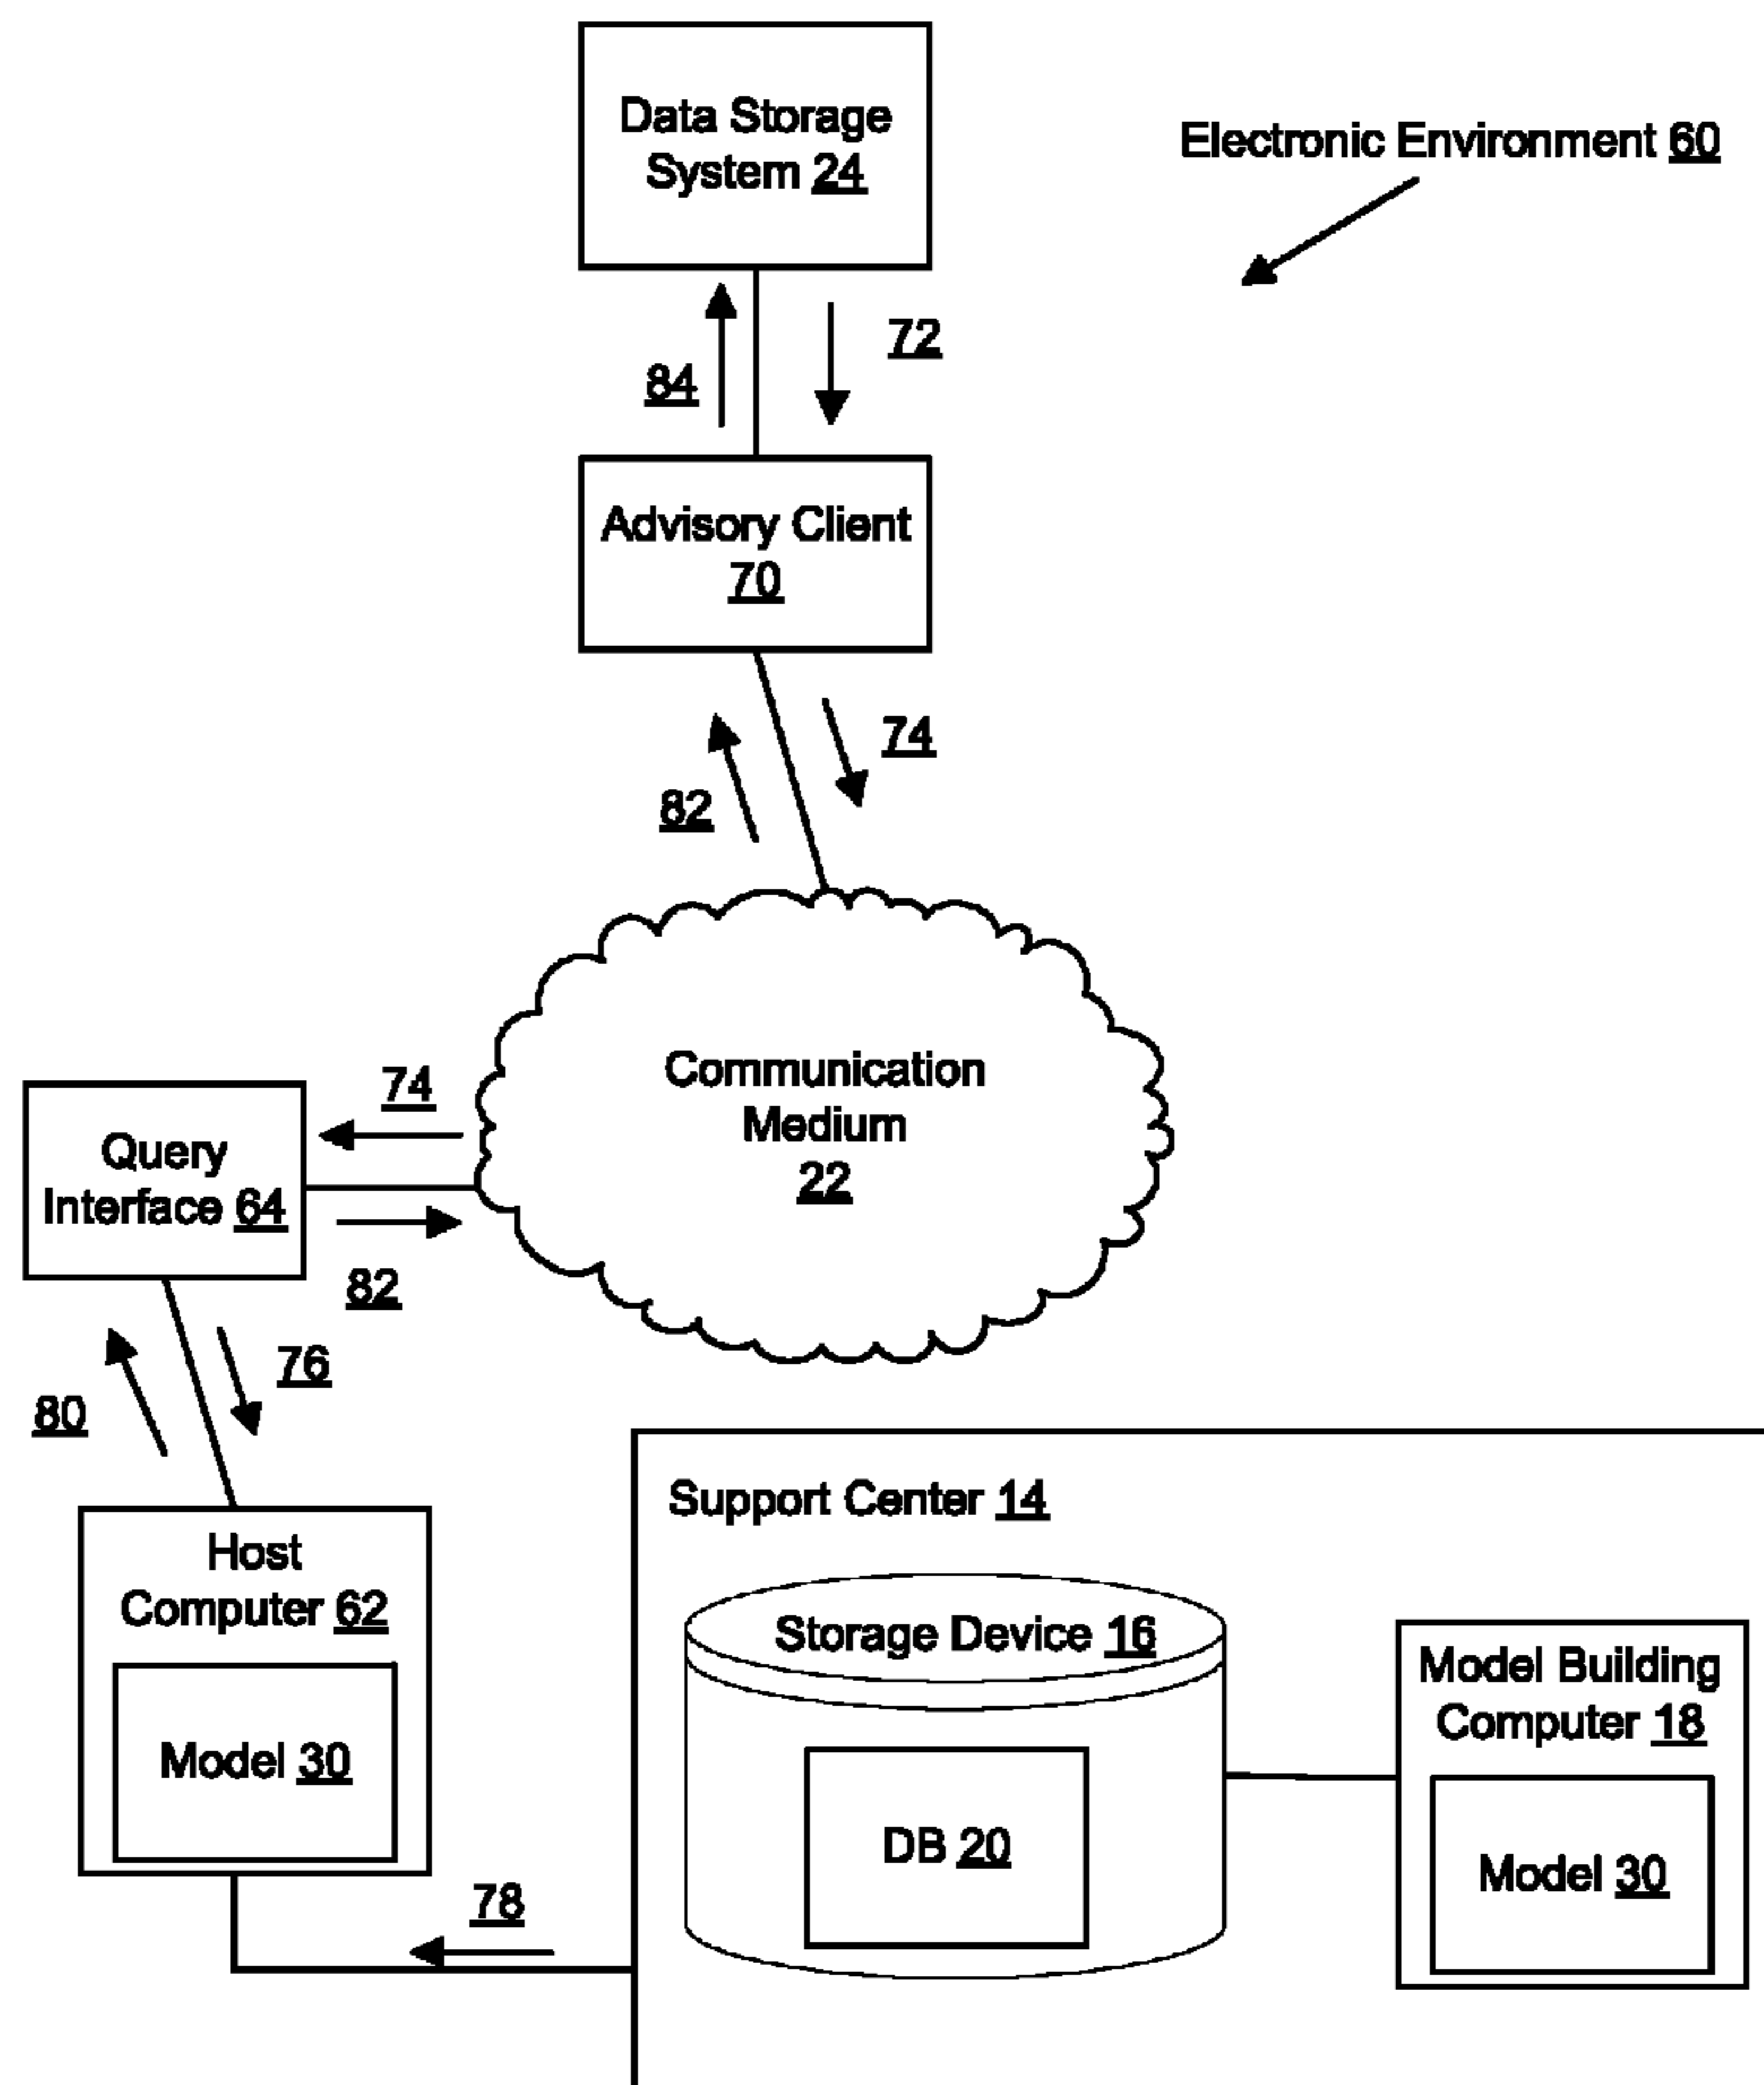 Data Storage
System 24
Electronic Environment 60
72
84
Advisory Client
70
74
82
Communication
Medium
22
74
Query
Interface 64
82
76
80
Host
Computer 62
Model 30
78
Support Center 14
Storage Device 16
DB 20
Model Building
Computer 18
Model 30